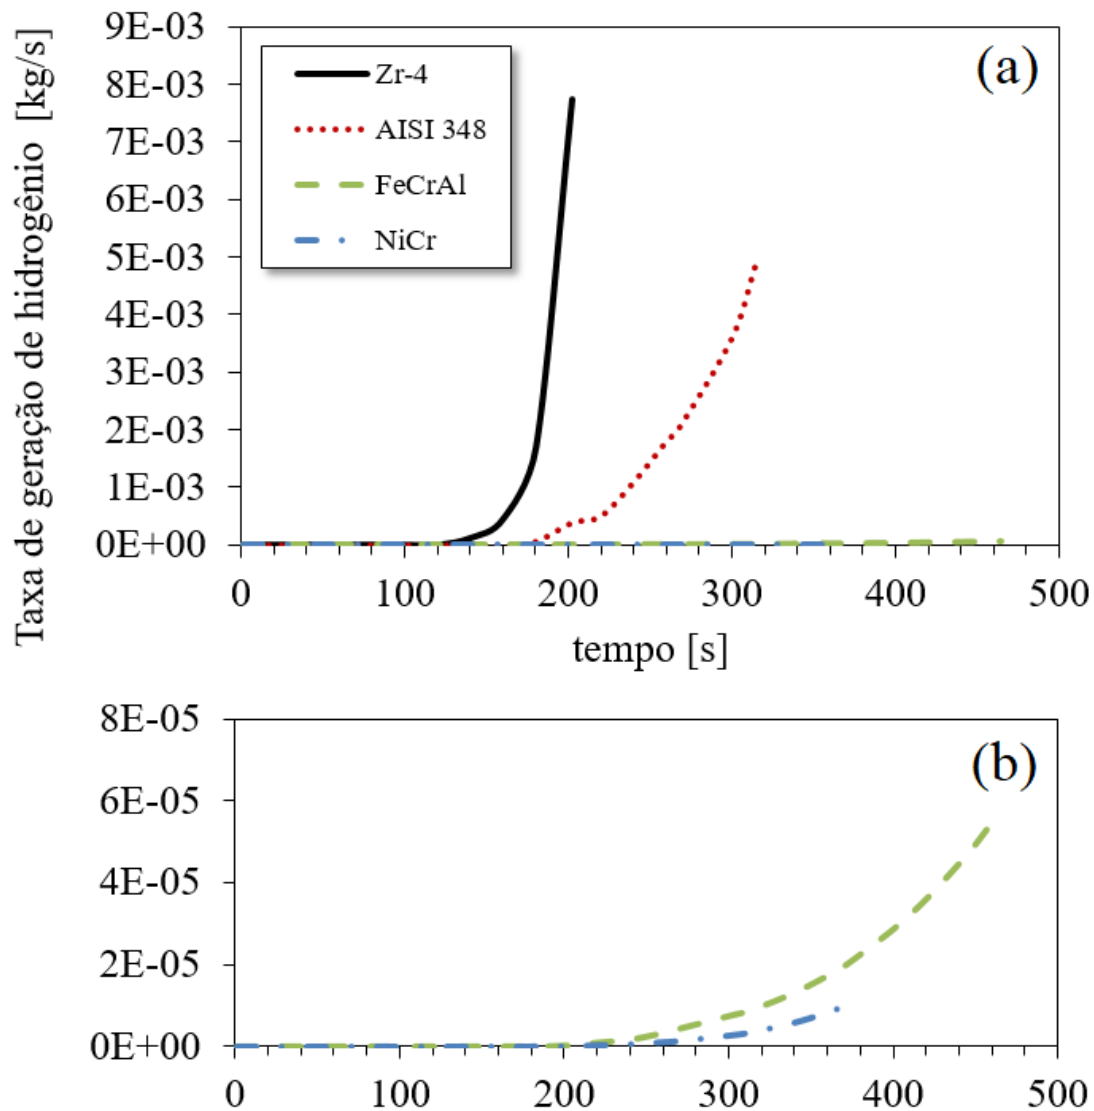 Taxa de geração de hidrogênio [kg/s]
9E-03
8E-03
7E-03
6E-03
5E-03
4E-03
3E-03
2E-03
1E-03
0E+00
(a)
Zr-4
AISI 348
FeCrAl
NiCr
0 100 200 300 400 500
tempo [s]
8E-05
6E-05
4E-05
2E-05
0E+00
(b)
0 100 200 300 400 500